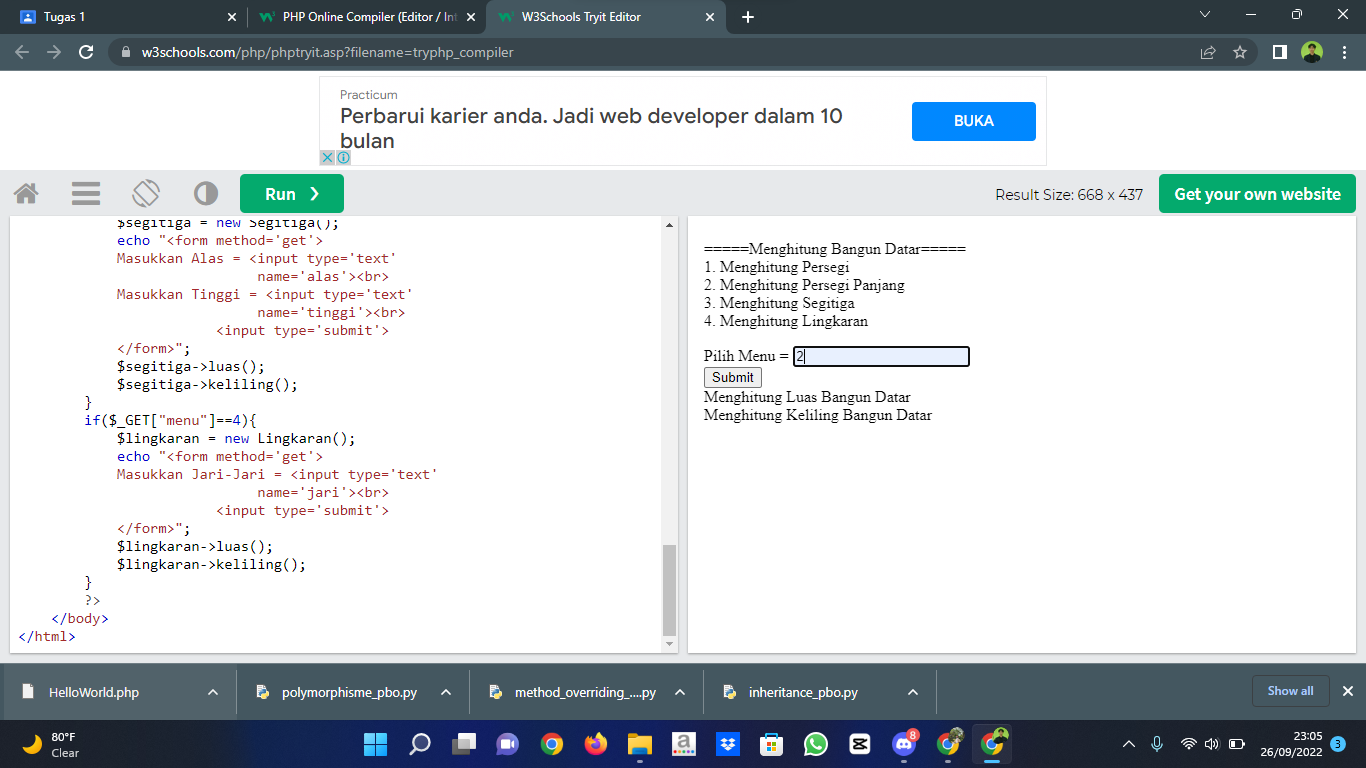 Tugas 1
PHP Online Compiler (Editor / Int
W3Schools Tryit Editor
w3schools.com/php/phptryit.asp?filename=tryphp_compiler
Practicum
Perbarui karier anda. Jadi web developer dalam 10
bulan
BUKA
Run ❯
Result Size: 668 x 437
Get your own website
$segitiga = new Segitiga();
echo "<form method='get'>
Masukkan Alas = <input type='text'
name='alas'><br>
Masukkan Tinggi = <input type='text'
name='tinggi'><br>
<input type='submit'>
</form>";
$segitiga->luas();
$segitiga->keliling();
}
if($_GET["menu"]==4){
$lingkaran = new Lingkaran();
echo "<form method='get'>
Masukkan Jari-Jari = <input type='text'
name='jari'><br>
<input type='submit'>
</form>";
$lingkaran->luas();
$lingkaran->keliling();
}
?>
</body>
</html>
=====Menghitung Bangun Datar=====
1. Menghitung Persegi
2. Menghitung Persegi Panjang
3. Menghitung Segitiga
4. Menghitung Lingkaran
Pilih Menu = 2
Submit
Menghitung Luas Bangun Datar
Menghitung Keliling Bangun Datar
HelloWorld.php
polymorphisme_pbo.py
method_overriding_....py
inheritance_pbo.py
Show all
80°F
Clear
8
23:05
26/09/2022
3